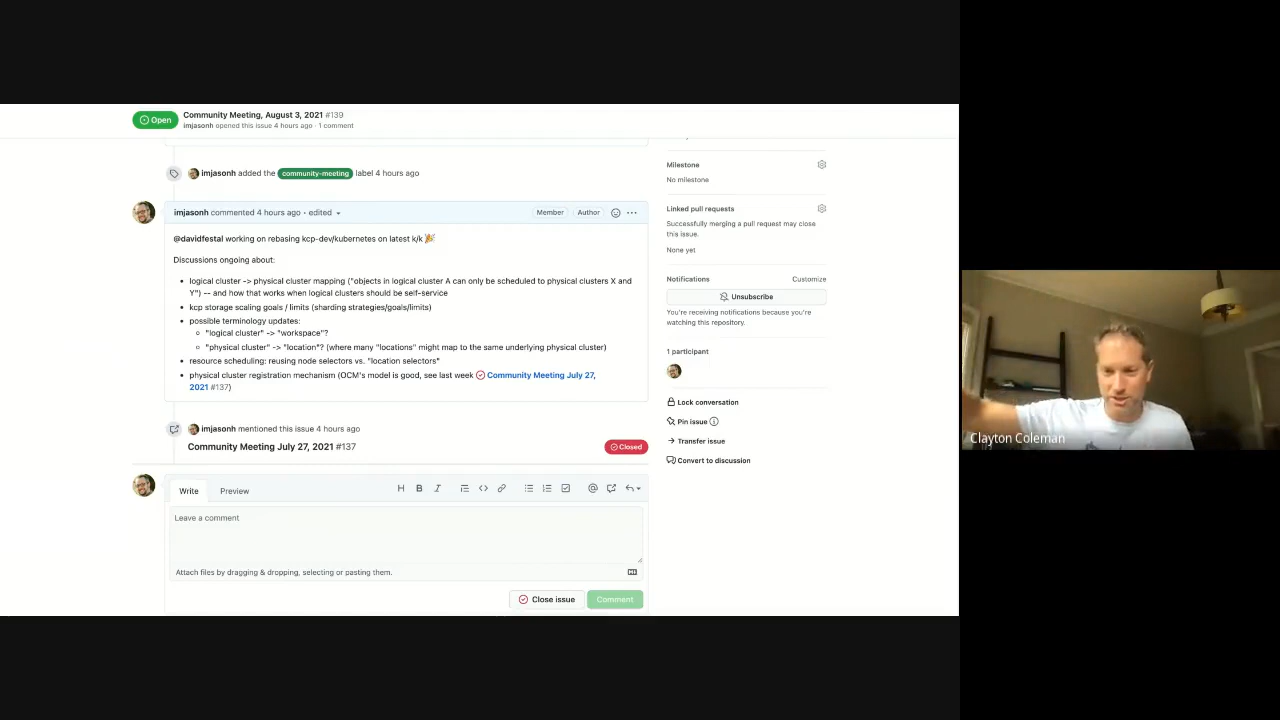 Open
Community Meeting, August 3, 2021 #139
imjasonh opened this issue 4 hours ago · 1 comment
imjasonh added the community-meeting label 4 hours ago
imjasonh commented 4 hours ago • edited
Member
Author
@davidfestal working on rebasing kcp-dev/kubernetes on latest k/k 🎉
Discussions ongoing about:
• logical cluster -> physical cluster mapping ("objects in logical cluster A can only be scheduled to physical clusters X and
Y") -- and how that works when logical clusters should be self-service
• kcp storage scaling goals / limits (sharding strategies/goals/limits)
• possible terminology updates:
◦ "logical cluster" -> "workspace"?
◦ "physical cluster" -> "location"? (where many "locations" might map to the same underlying physical cluster)
• resource scheduling: reusing node selectors vs. "location selectors"
• physical cluster registration mechanism (OCM's model is good, see last week Community Meeting July 27,
2021 #137)
imjasonh mentioned this issue 4 hours ago
Community Meeting July 27, 2021 #137
Closed
Write
Preview
H B I
Leave a comment
Attach files by dragging & dropping, selecting or pasting them.
Close issue
Comment
Milestone
No milestone
Linked pull requests
Successfully merging a pull request may close
this issue.
None yet
Notifications
Customize
Unsubscribe
You're receiving notifications because you're
watching this repository.
1 participant
Lock conversation
Pin issue
Transfer issue
Convert to discussion
Clayton Coleman